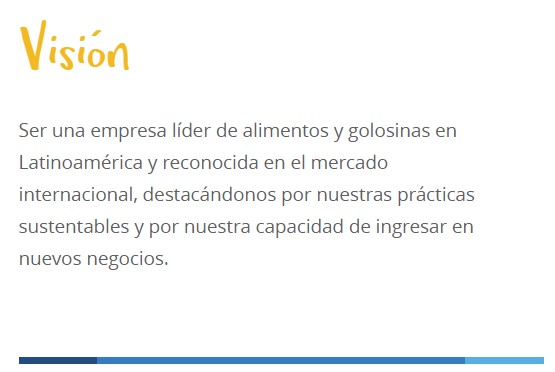 Visión
Ser una empresa líder de alimentos y golosinas en
Latinoamérica y reconocida en el mercado
internacional, destacándonos por nuestras prácticas
sustentables y por nuestra capacidad de ingresar en
nuevos negocios.